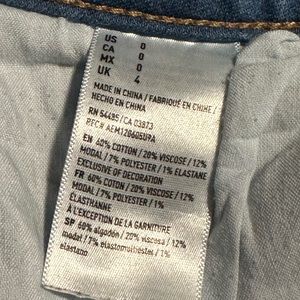 US 0
CA 0
MX 0
UK 4
MADE IN CHINA / FABRIQUÉ EN CHINE /
HECHO EN CHINA
RN 54485 / CA 03973
EN 60% COTTON / 20% VISCOSE / 12%
MODAL / 7% POLYESTER / 1% ELASTANE
EXCLUSIVE OF DECORATION
FR 60% COTON / 20% VISCOSE / 12%
MODAL / 7% POLYESTER / 1%
ÉLASTHANNE
À L'EXCEPTION DE LA GARNITURE
SP 60% algodón / 20% viscosa / 12%
modal / 7% elastomultiester / 1%
elastano